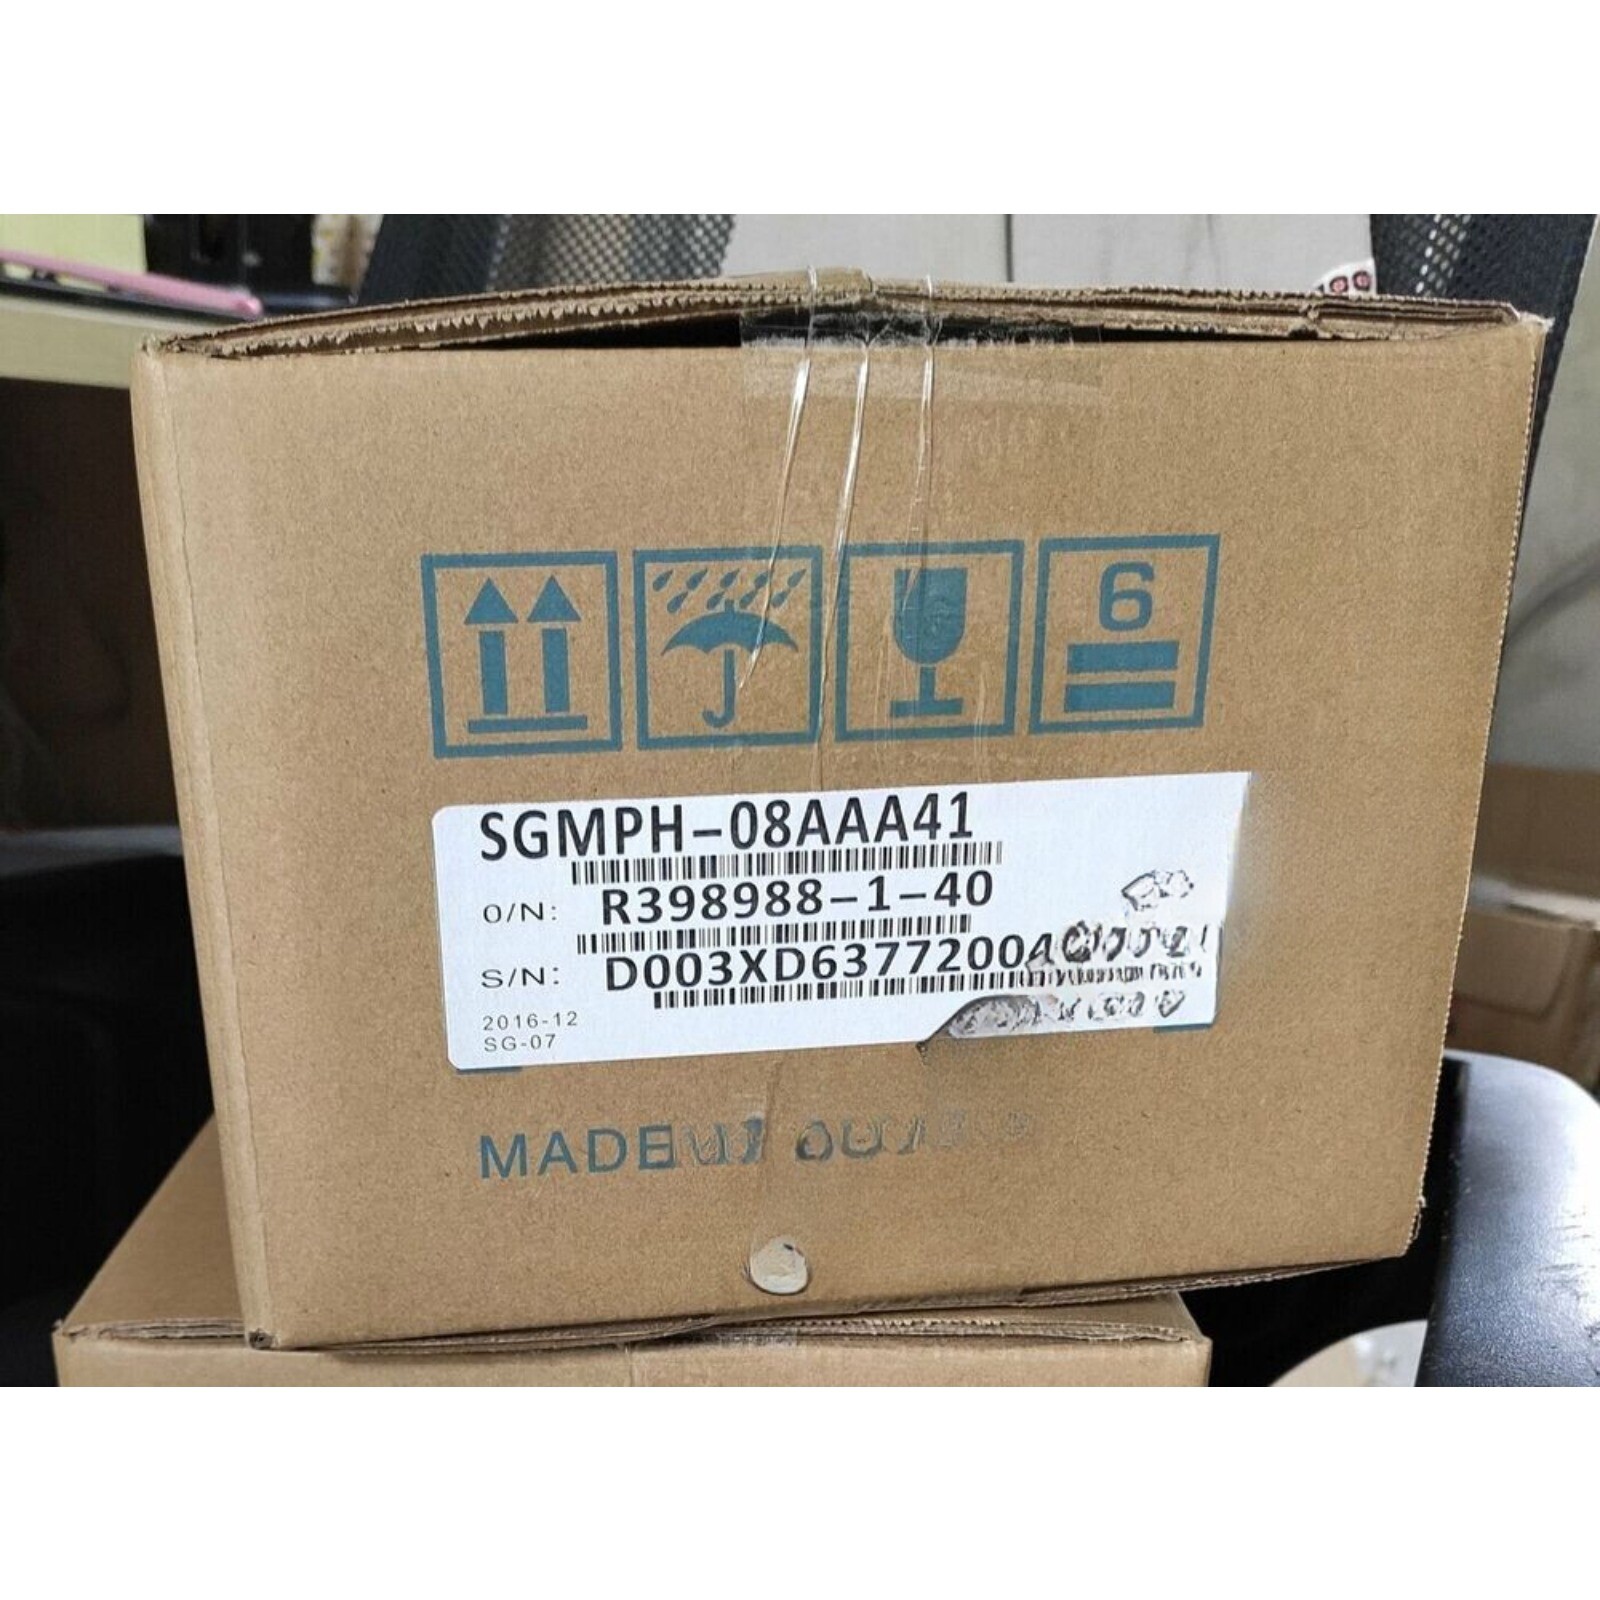 6
SGMPH-08AAA41
O/N: R398988-1-40
S/N: D003XD637720040
2016-12
SG-07
MADE